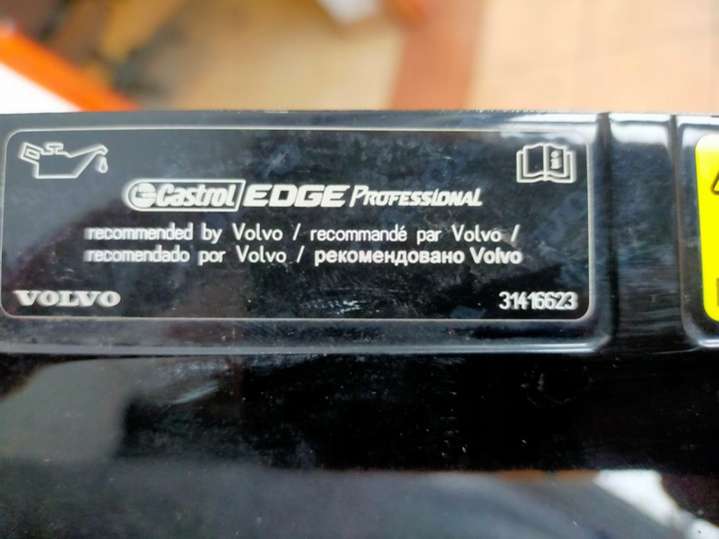 Castrol EDGE PROFESSIONAL
recommended by Volvo / recommandé par Volvo /
recomendado por Volvo / рекомендовано Volvo
VOLVO 31416623